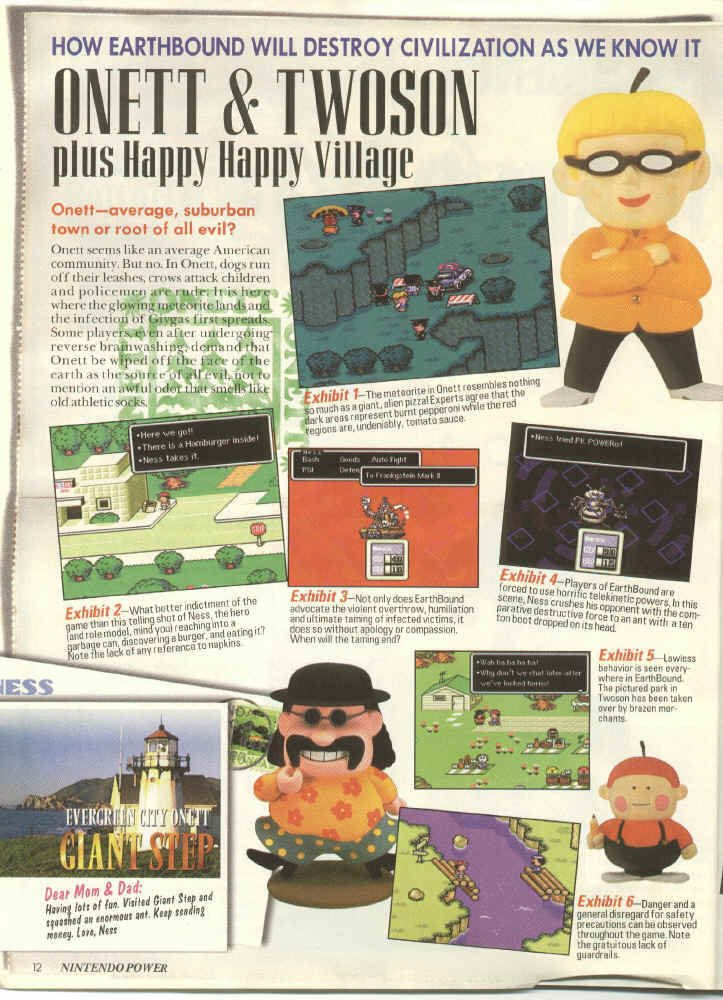 HOW EARTHBOUND WILL DESTROY CIVILIZATION AS WE KNOW IT
ONETT & TWOSON
plus Happy Happy Village
Onett—average, suburban
town or root of all evil?
Onett seems like an average American
community. But no. In Onett, dogs run
off their leashes, crows attack children
and policemen are rude. It is here
where the glowing meteorite lands and
the infection of Giygas first spreads.
Some players, even after undergoing
reverse brainwashing, demand that
Onett be wiped off the face of the
earth as the source of all evil, not to
mention an awful odor that smells like
old athletic socks.
Exhibit 1—The meteorite in Onett resembles nothing
so much as a giant, alien pizza! Experts agree that the
dark areas represent burnt pepperoni while the red
regions are, undeniably, tomato sauce.
•Here we go!!
•There is a Hamburger inside!
•Ness takes it.
STOP
Exhibit 2—What better indictment of the
game than this telling shot of Ness, the hero
(and role model, mind you) reaching into a
garbage can, discovering a burger, and eating it?
Note the lack of any reference to napkins.
Ness
Bash Goods Auto Fight
PSI Defen
To Frankystein Mark II
Exhibit 3—Not only does EarthBound
advocate the violent overthrow, humiliation
and ultimate taming of infected victims, it
does so without apology or compassion.
When will the taming end?
•Ness tried PK POWERα!
Exhibit 4—Players of EarthBound are
forced to use horrific telekinetic powers. In this
scene, Ness crushes his opponent with the com-
parative destructive force to an ant with a ten
ton boot dropped on its head.
•Wah ha ha ha ha!
•Why don't we chat later after
we've looked terrio!
Exhibit 5—Lawless
behavior is seen every-
where in EarthBound.
The pictured park in
Twoson has been taken
over by brazen mer-
chants.
NESS
EVERGREEN CITY ONETT
GIANT STEP
Dear Mom & Dad:
Having lots of fun. Visited Giant Step and
squashed an enormous ant. Keep sending
money. Love, Ness
Exhibit 6—Danger and a
general disregard for safety
precautions can be observed
throughout the game. Note
the gratuitous lack of
guardrails.
12 NINTENDO POWER